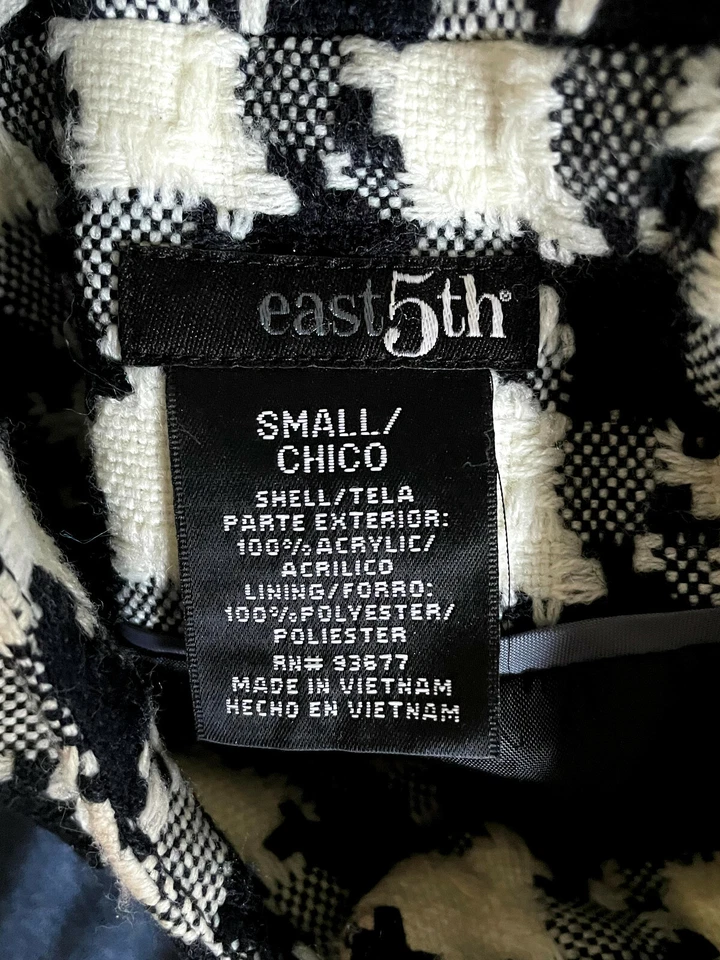 east5th®
SMALL/
CHICO
SHELL/TELA
PARTE EXTERIOR:
100%ACRYLIC/
ACRILICO
LINING/FORRO:
100%POLYESTER/
POLIESTER
RN# 93677
MADE IN VIETNAM
HECHO EN VIETNAM